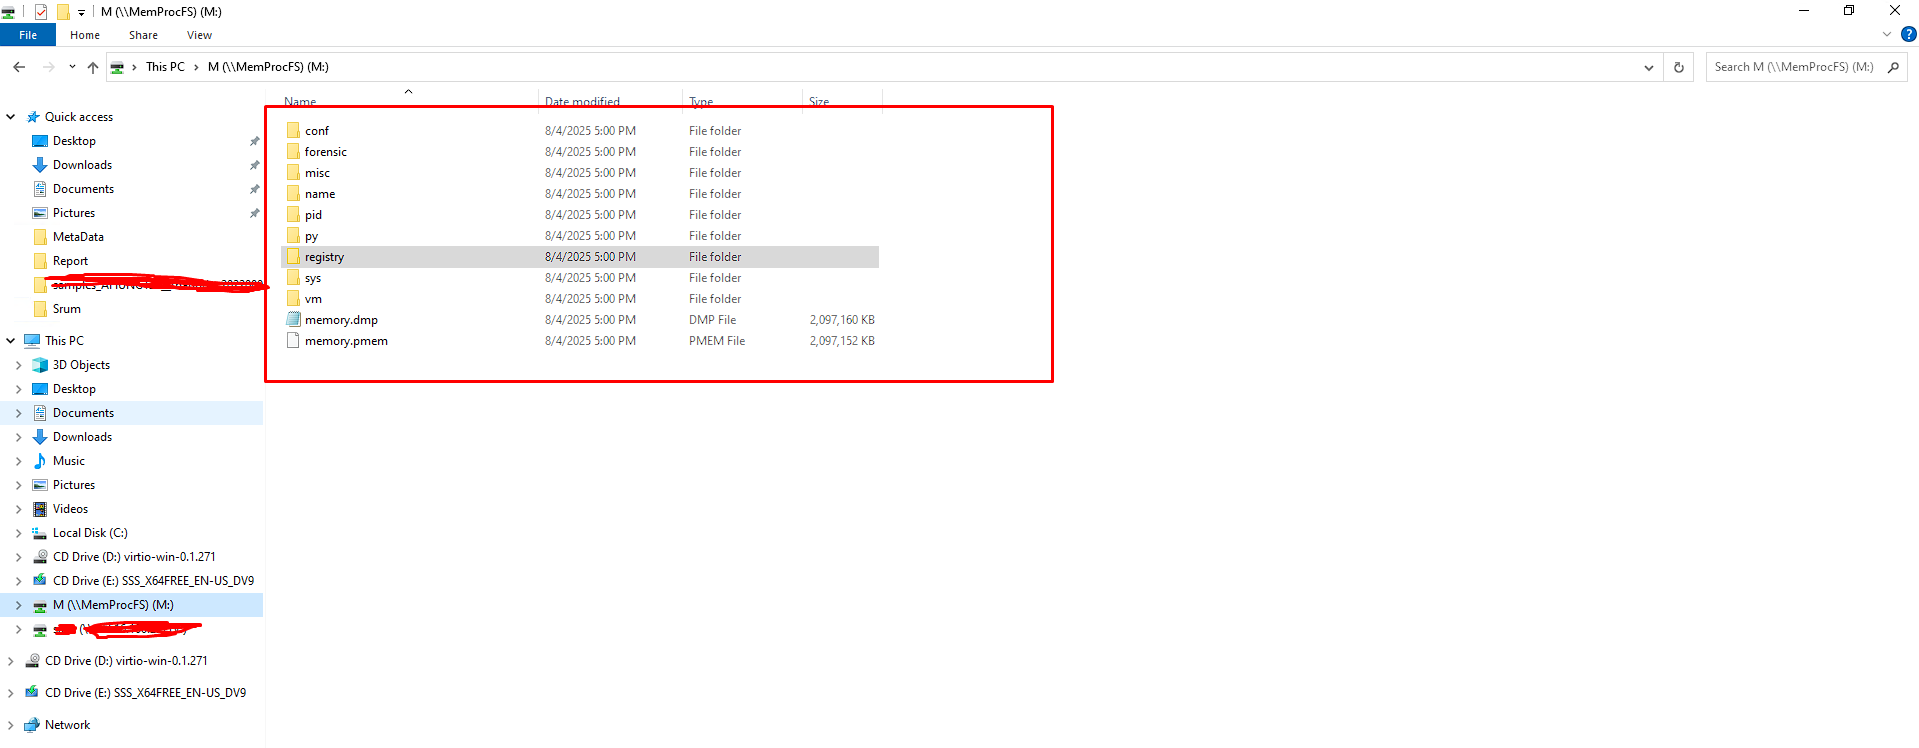 M (\\MemProcFS) (M:)
File Home Share View
This PC M (\\MemProcFS) (M:)
Search M (\\MemProcFS) (M:)
Quick access
Desktop
Downloads
Documents
Pictures
MetaData
Report
Srum
This PC
3D Objects
Desktop
Documents
Downloads
Music
Pictures
Videos
Local Disk (C:)
CD Drive (D:) virtio-win-0.1.271
CD Drive (E:) SSS_X64FREE_EN-US_DV9
M (\\MemProcFS) (M:)
CD Drive (D:) virtio-win-0.1.271
CD Drive (E:) SSS_X64FREE_EN-US_DV9
Network
Name Date modified Type Size
conf 8/4/2025 5:00 PM File folder
forensic 8/4/2025 5:00 PM File folder
misc 8/4/2025 5:00 PM File folder
name 8/4/2025 5:00 PM File folder
pid 8/4/2025 5:00 PM File folder
py 8/4/2025 5:00 PM File folder
registry 8/4/2025 5:00 PM File folder
sys 8/4/2025 5:00 PM File folder
vm 8/4/2025 5:00 PM File folder
memory.dmp 8/4/2025 5:00 PM DMP File 2,097,160 KB
memory.pmem 8/4/2025 5:00 PM PMEM File 2,097,152 KB